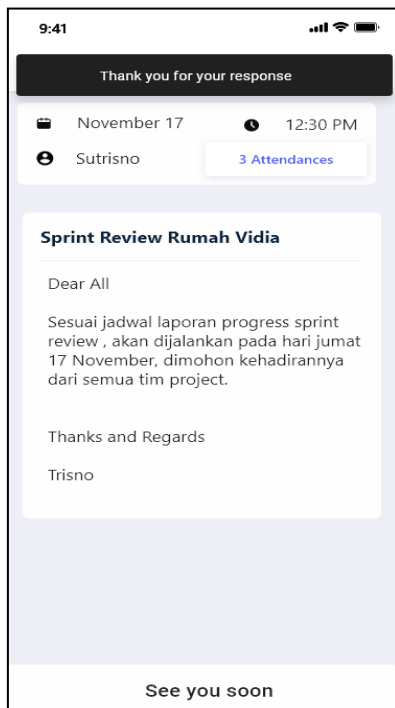 9:41
Thank you for your response
November 17
12:30 PM
Sutrisno
3 Attendances
Sprint Review Rumah Vidia
Dear All
Sesuai jadwal laporan progress sprint
review , akan dijalankan pada hari jumat
17 November, dimohon kehadirannya
dari semua tim project.
Thanks and Regards
Trisno
See you soon